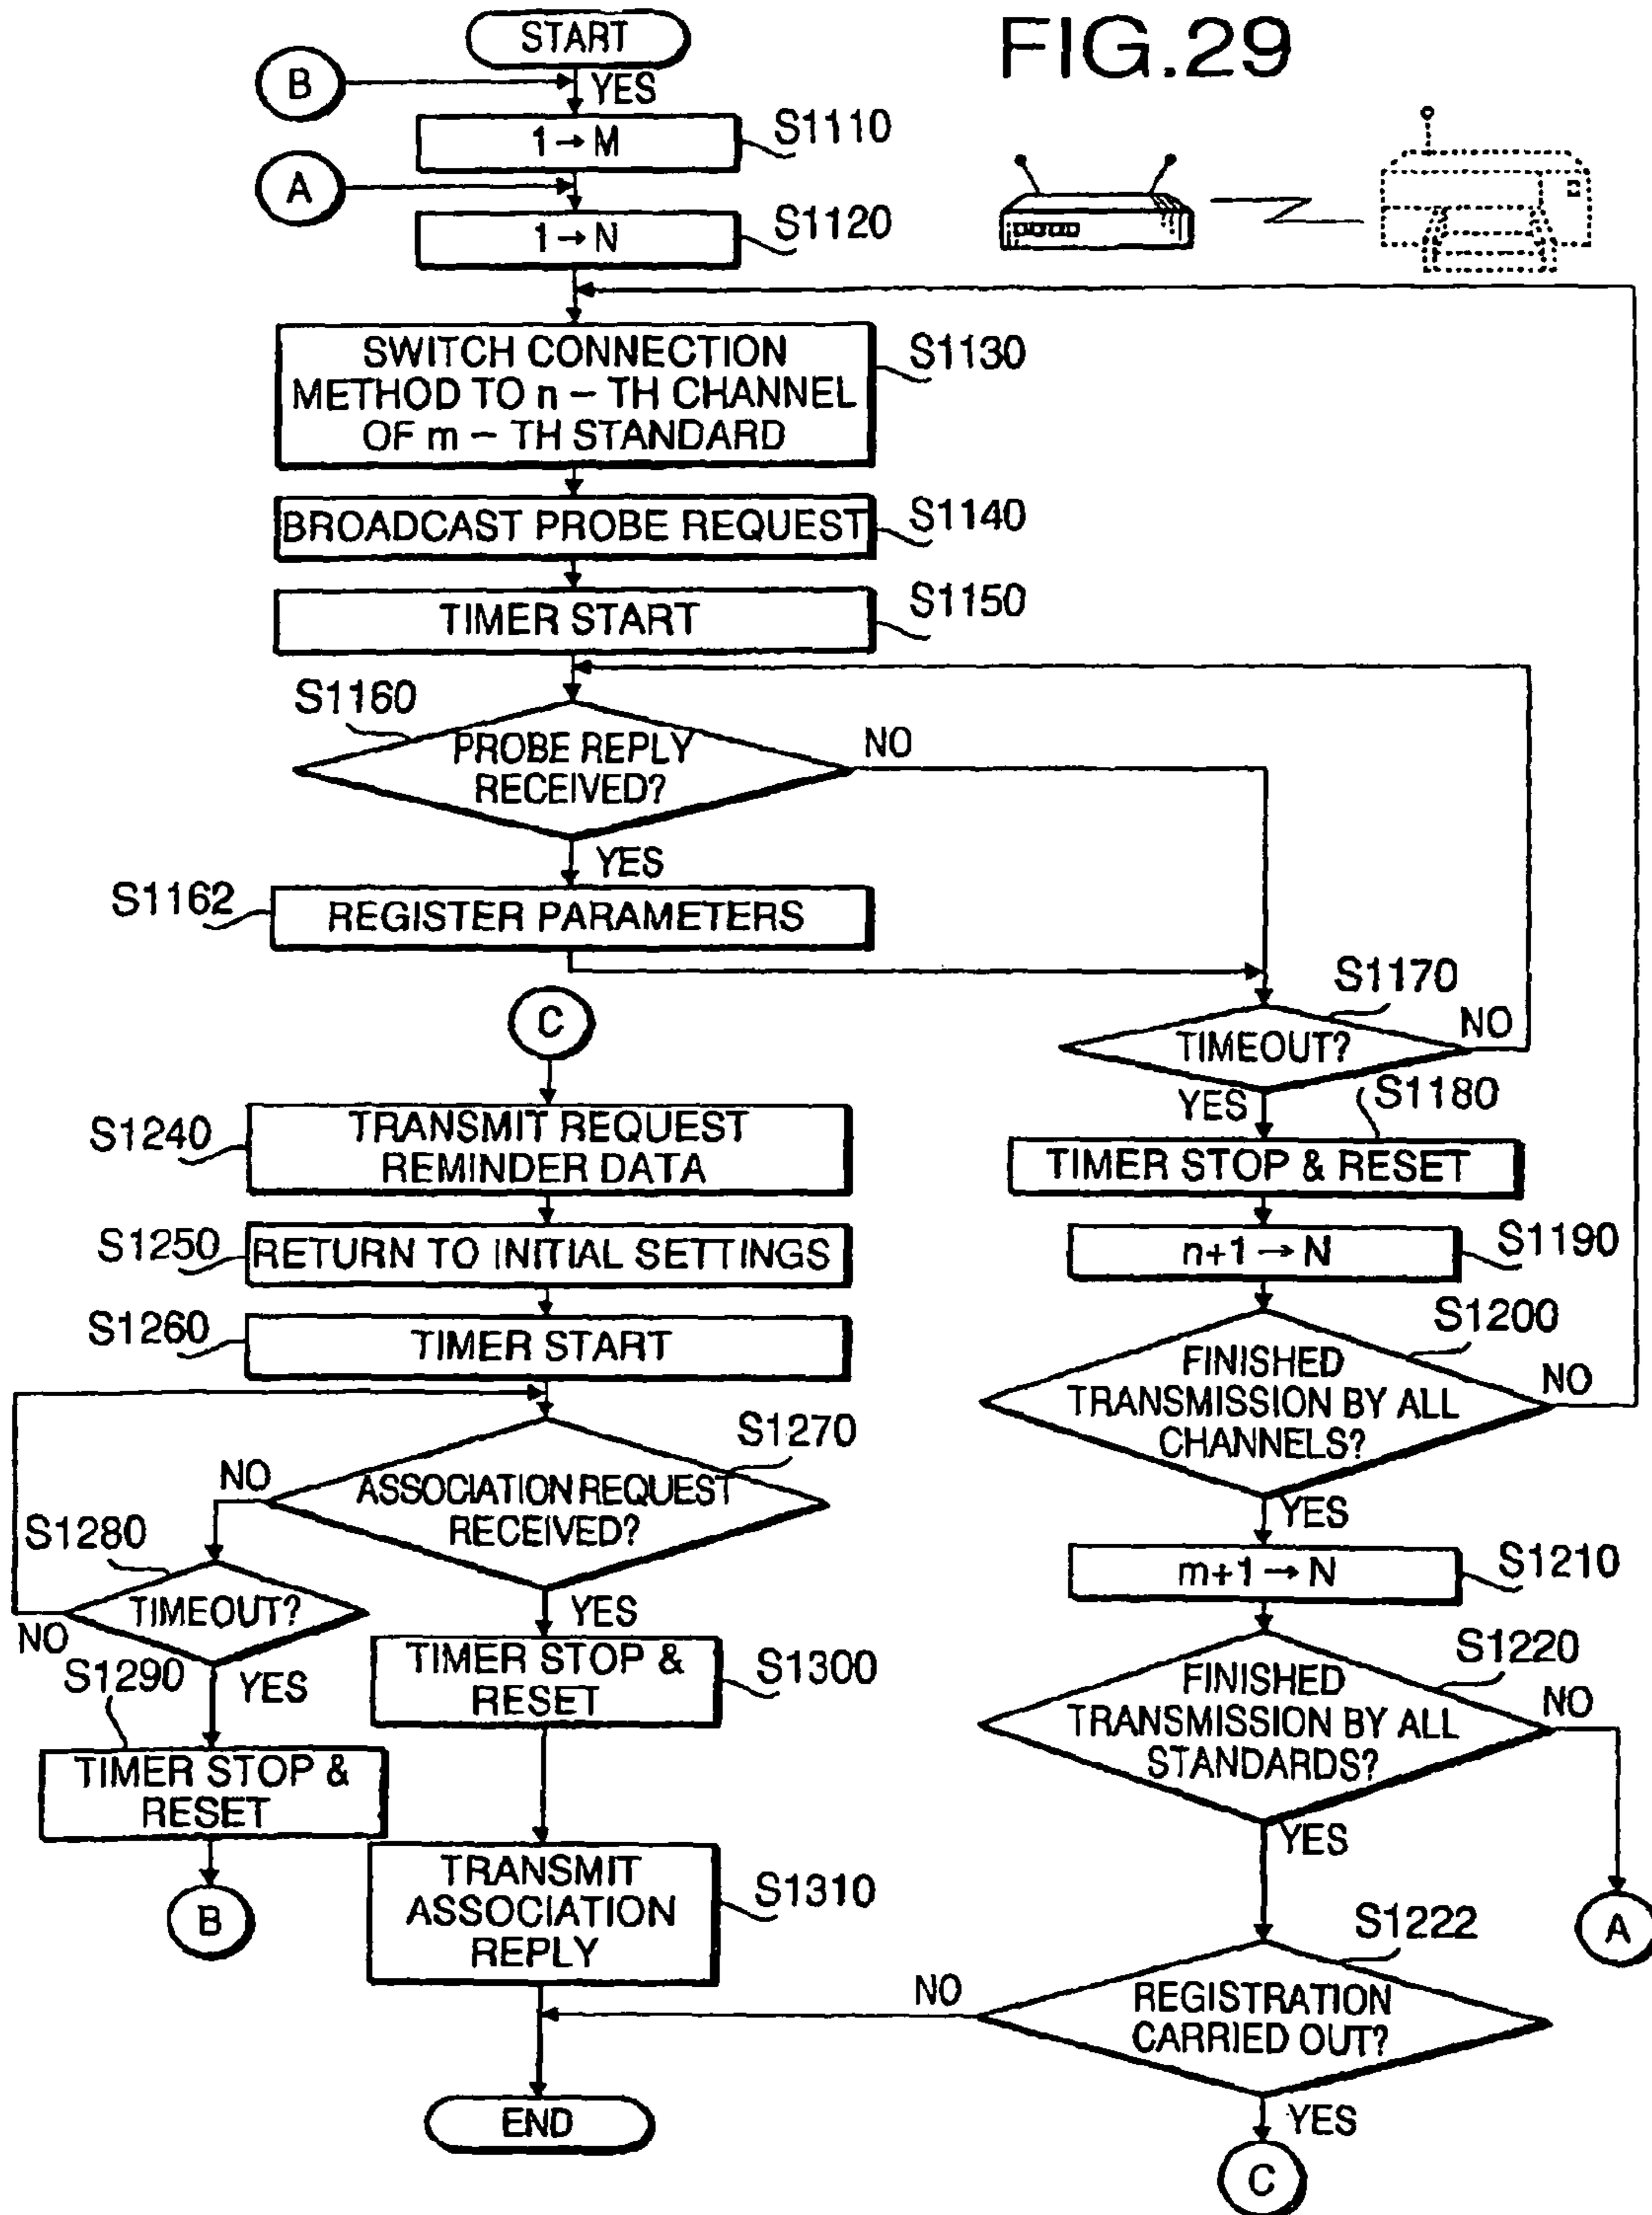 FIG.29
START
B
YES
1→M
S1110
A
1→N
S1120
SWITCH CONNECTION
METHOD TO n – TH CHANNEL
OF m – TH STANDARD
S1130
BROADCAST PROBE REQUEST
S1140
TIMER START
S1150
S1160
PROBE REPLY
RECEIVED?
NO
YES
S1162
REGISTER PARAMETERS
S1170
TIMEOUT?
NO
YES
S1180
TIMER STOP & RESET
n+1→N
S1190
S1200
FINISHED
TRANSMISSION BY ALL
CHANNELS?
NO
YES
m+1→N
S1210
S1220
FINISHED
TRANSMISSION BY ALL
STANDARDS?
NO
YES
A
S1222
REGISTRATION
CARRIED OUT?
NO
YES
C
C
S1240
TRANSMIT REQUEST
REMINDER DATA
S1250
RETURN TO INITIAL SETTINGS
S1260
TIMER START
S1270
ASSOCIATION REQUEST
RECEIVED?
NO
YES
S1280
TIMEOUT?
NO
YES
S1290
TIMER STOP &
RESET
B
TIMER STOP &
RESET
S1300
TRANSMIT
ASSOCIATION
REPLY
S1310
END